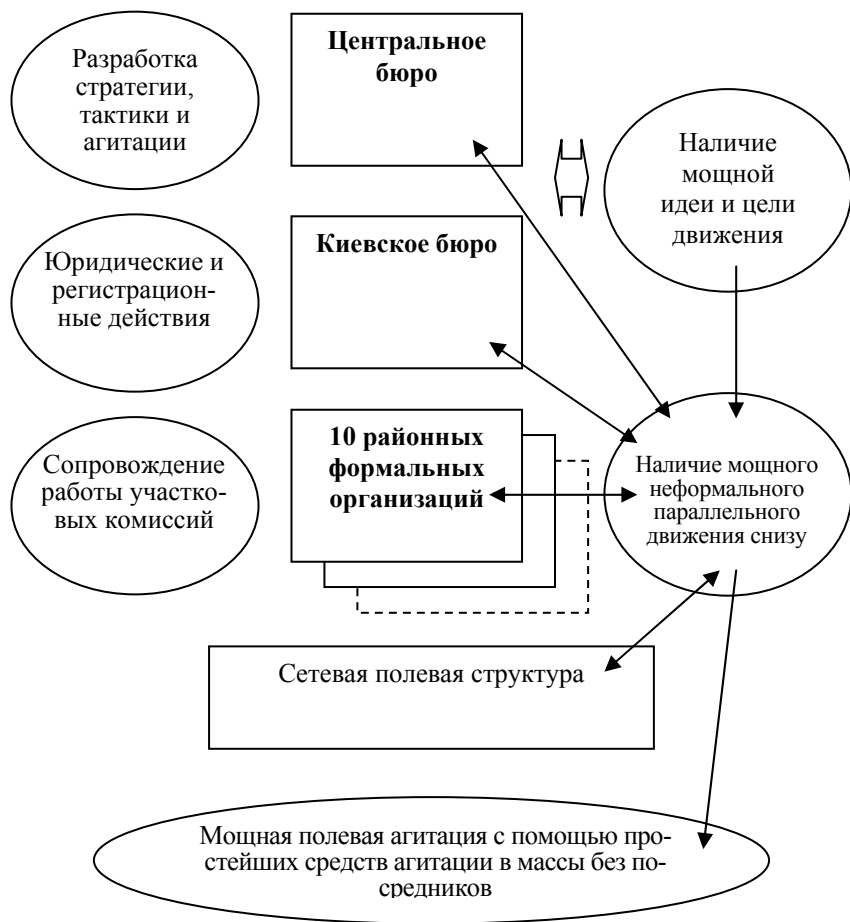 Разработка
стратегии,
тактики и
агитации
Центральное
бюро
Наличие
мощной
идеи и цели
движения
Юридические и
регистрацион-
ные действия
Киевское бюро
Сопровождение
работы участко-
вых комиссий
10 районных
формальных
организаций
Наличие мощного
неформального
параллельного
движения снизу
Сетевая полевая структура
Мощная полевая агитация с помощью про-
стейших средств агитации в массы без по-
средников